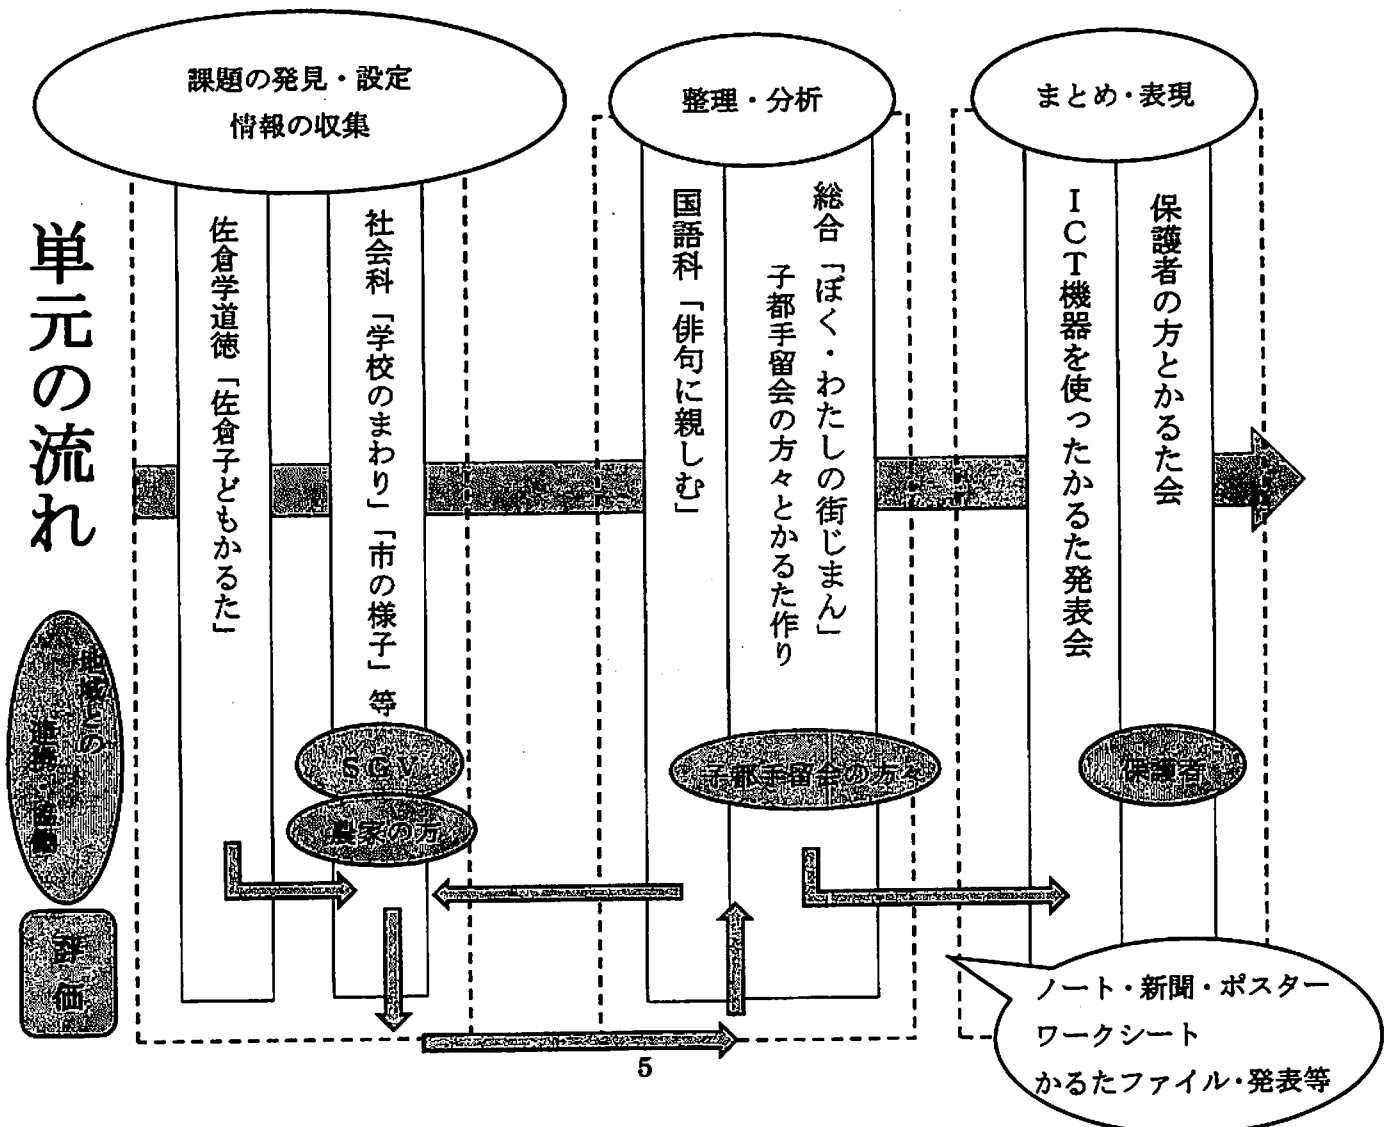 課題の発見・設定
情報の収集
整理・分析
まとめ・表現
単元の流れ
佐倉学道徳「佐倉子どもかるた」
社会科「学校のまわり」「市の様子」等
国語科「俳句に親しむ」
総合「ぼく・わたしの街じまん」
子都手留会の方々とかるた作り
ICT機器を使ったかるた発表会
保護者の方とかるた会
地域との
連携・協働
SGV
農家の方
子都手留会の方々
保護者
評価
ノート・新聞・ポスター
ワークシート
かるたファイル・発表等
5